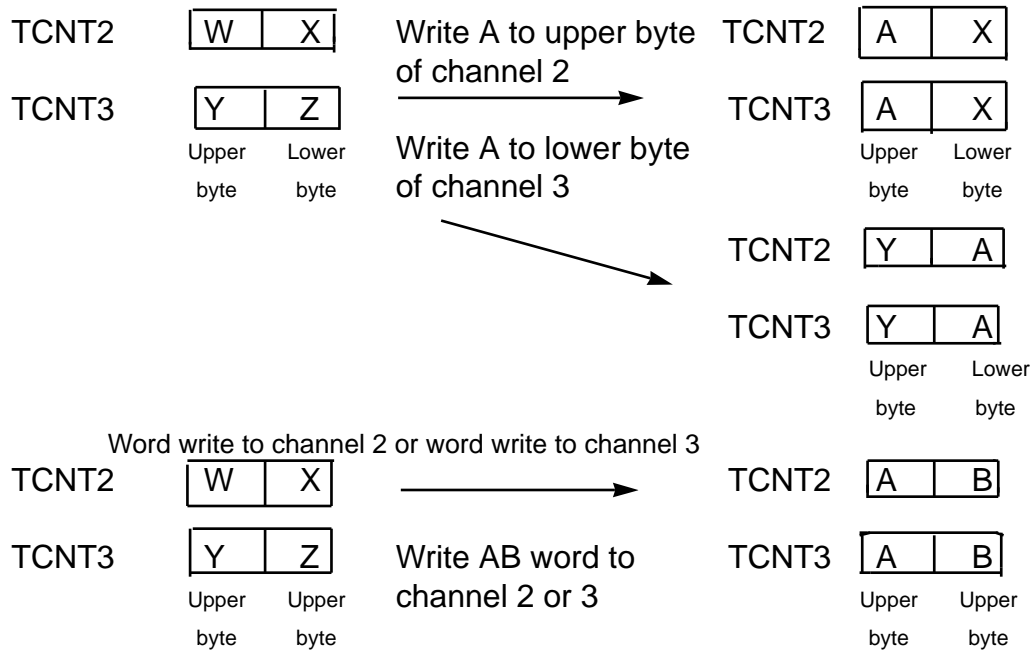 TCNT2 W X Write A to upper byte TCNT2 A X
of channel 2
TCNT3 Y Z TCNT3 A X
Upper Lower Write A to lower byte Upper Lower
byte byte of channel 3 byte byte
TCNT2 Y A
TCNT3 Y A
Upper Lower
byte byte
Word write to channel 2 or word write to channel 3
TCNT2 W X TCNT2 A B
TCNT3 Y Z Write AB word to TCNT3 A B
Upper Upper channel 2 or 3 Upper Upper
byte byte byte byte